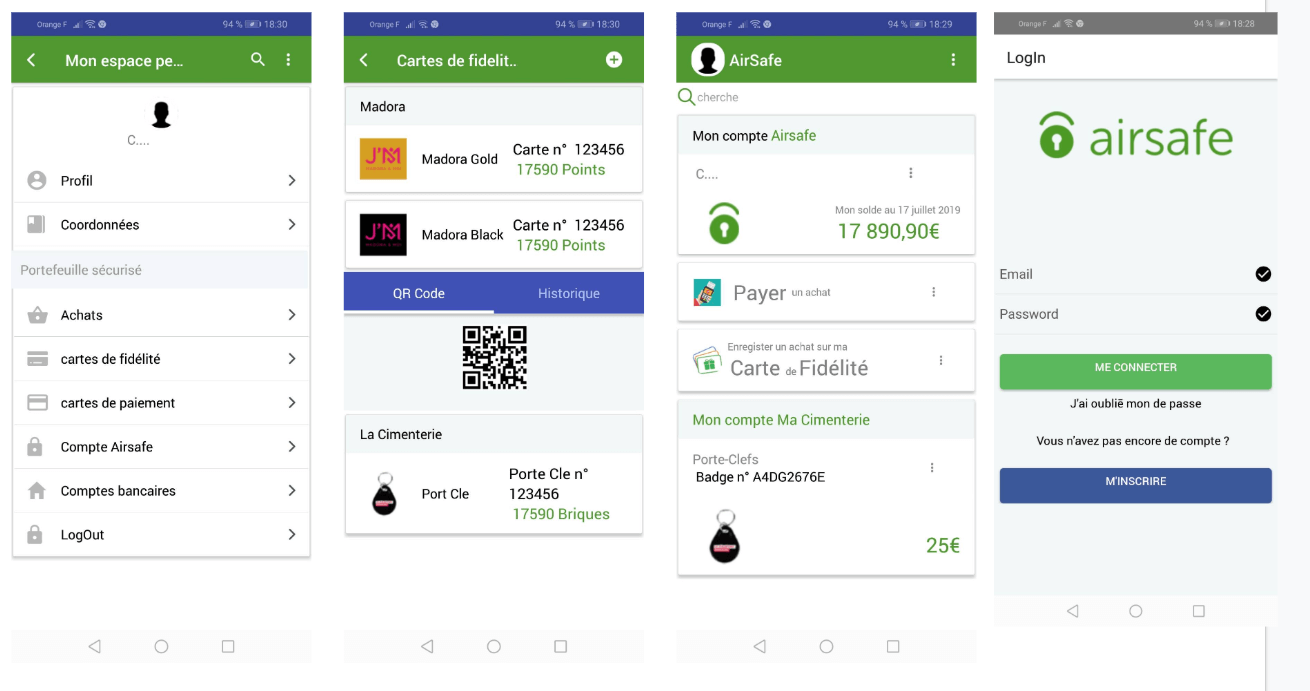 Orange F 94 % 18:30
Mon espace pe...
C....
Profil
Coordonnées
Portefeuille sécurisé
Achats
cartes de fidélité
cartes de paiement
Compte Airsafe
Comptes bancaires
LogOut
Orange F 94 % 18:30
Cartes de fidelit..
Madora
J'M
Madora Gold
Carte n° 123456
17590 Points
J'M
Madora Black
Carte n° 123456
17590 Points
QR Code Historique
La Cimenterie
Port Cle
Porte Cle n°
123456
17590 Briques
Orange F 94 % 18:29
AirSafe
cherche
Mon compte Airsafe
C....
Mon solde au 17 juillet 2019
17 890,90€
Payer un achat
Enregister un achat sur ma
Carte de Fidélité
Mon compte Ma Cimenterie
Porte-Clefs
Badge n° A4DG2676E
25€
Orange F 94 % 18:28
LogIn
airsafe
Email
Password
ME CONNECTER
J'ai oubliē mon de passe
Vous n'avez pas encore de compte ?
M'INSCRIRE